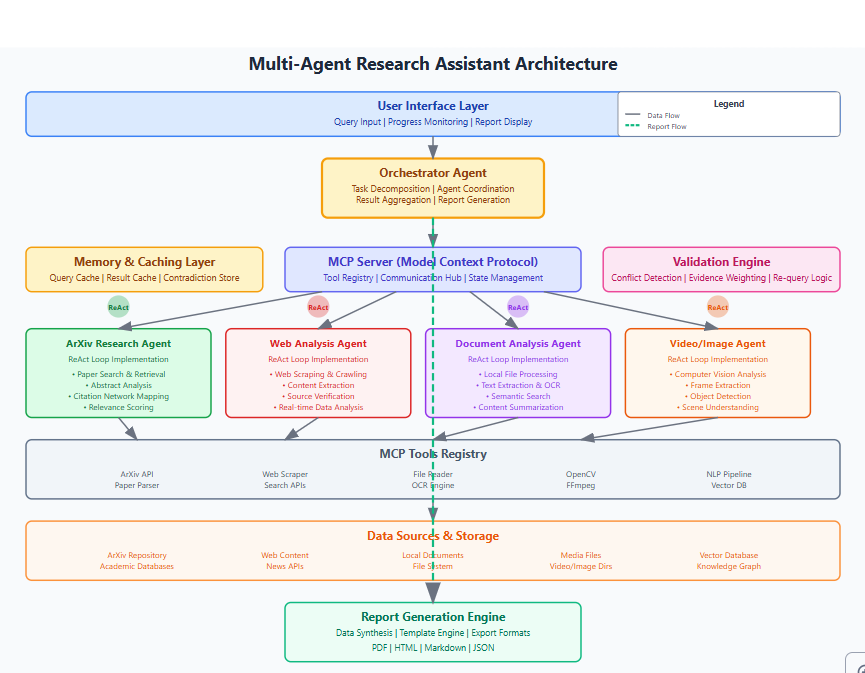 Multi-Agent Research Assistant Architecture
User Interface Layer
Query Input | Progress Monitoring | Report Display
Legend
Data Flow
Report Flow
Orchestrator Agent
Task Decomposition | Agent Coordination
Result Aggregation | Report Generation
Memory & Caching Layer
Query Cache | Result Cache | Contradiction Store
MCP Server (Model Context Protocol)
Tool Registry | Communication Hub | State Management
Validation Engine
Conflict Detection | Evidence Weighting | Re-query Logic
ReAct
ReAct
ReAct
ReAct
ArXiv Research Agent
ReAct Loop Implementation
• Paper Search & Retrieval
• Abstract Analysis
• Citation Network Mapping
• Relevance Scoring
Web Analysis Agent
ReAct Loop Implementation
• Web Scraping & Crawling
• Content Extraction
• Source Verification
• Real-time Data Analysis
Document Analysis Agent
ReAct Loop Implementation
• Local File Processing
• Text Extraction & OCR
• Semantic Search
• Content Summarization
Video/Image Agent
ReAct Loop Implementation
• Computer Vision Analysis
• Frame Extraction
• Object Detection
• Scene Understanding
MCP Tools Registry
ArXiv API
Paper Parser
Web Scraper
Search APIs
File Reader
OCR Engine
OpenCV
FFmpeg
NLP Pipeline
Vector DB
Data Sources & Storage
ArXiv Repository
Academic Databases
Web Content
News APIs
Local Documents
File System
Media Files
Video/Image Dirs
Vector Database
Knowledge Graph
Report Generation Engine
Data Synthesis | Template Engine | Export Formats
PDF | HTML | Markdown | JSON